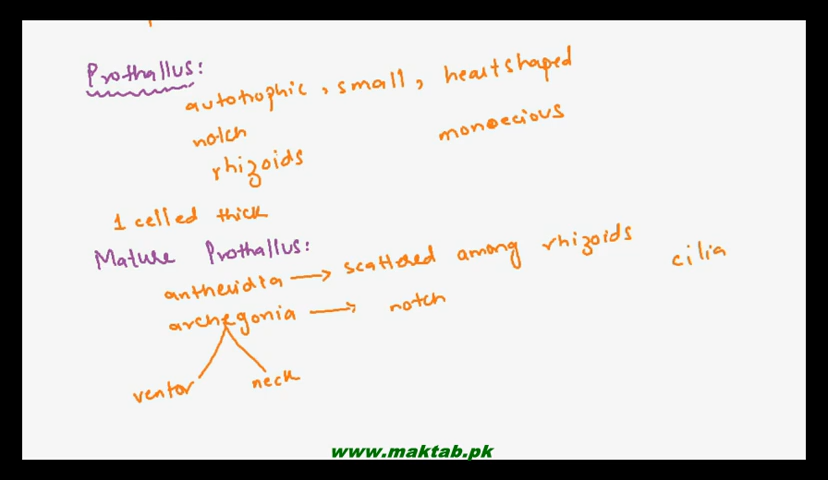 Prothallus:
autotrophic, small, heartshaped
notch
monoecious
rhizoids
1 celled thick
Mature Prothallus:
antheridia → scattered among rhizoids
cilia
archegonia → notch
ventor neck
www.maktab.pk